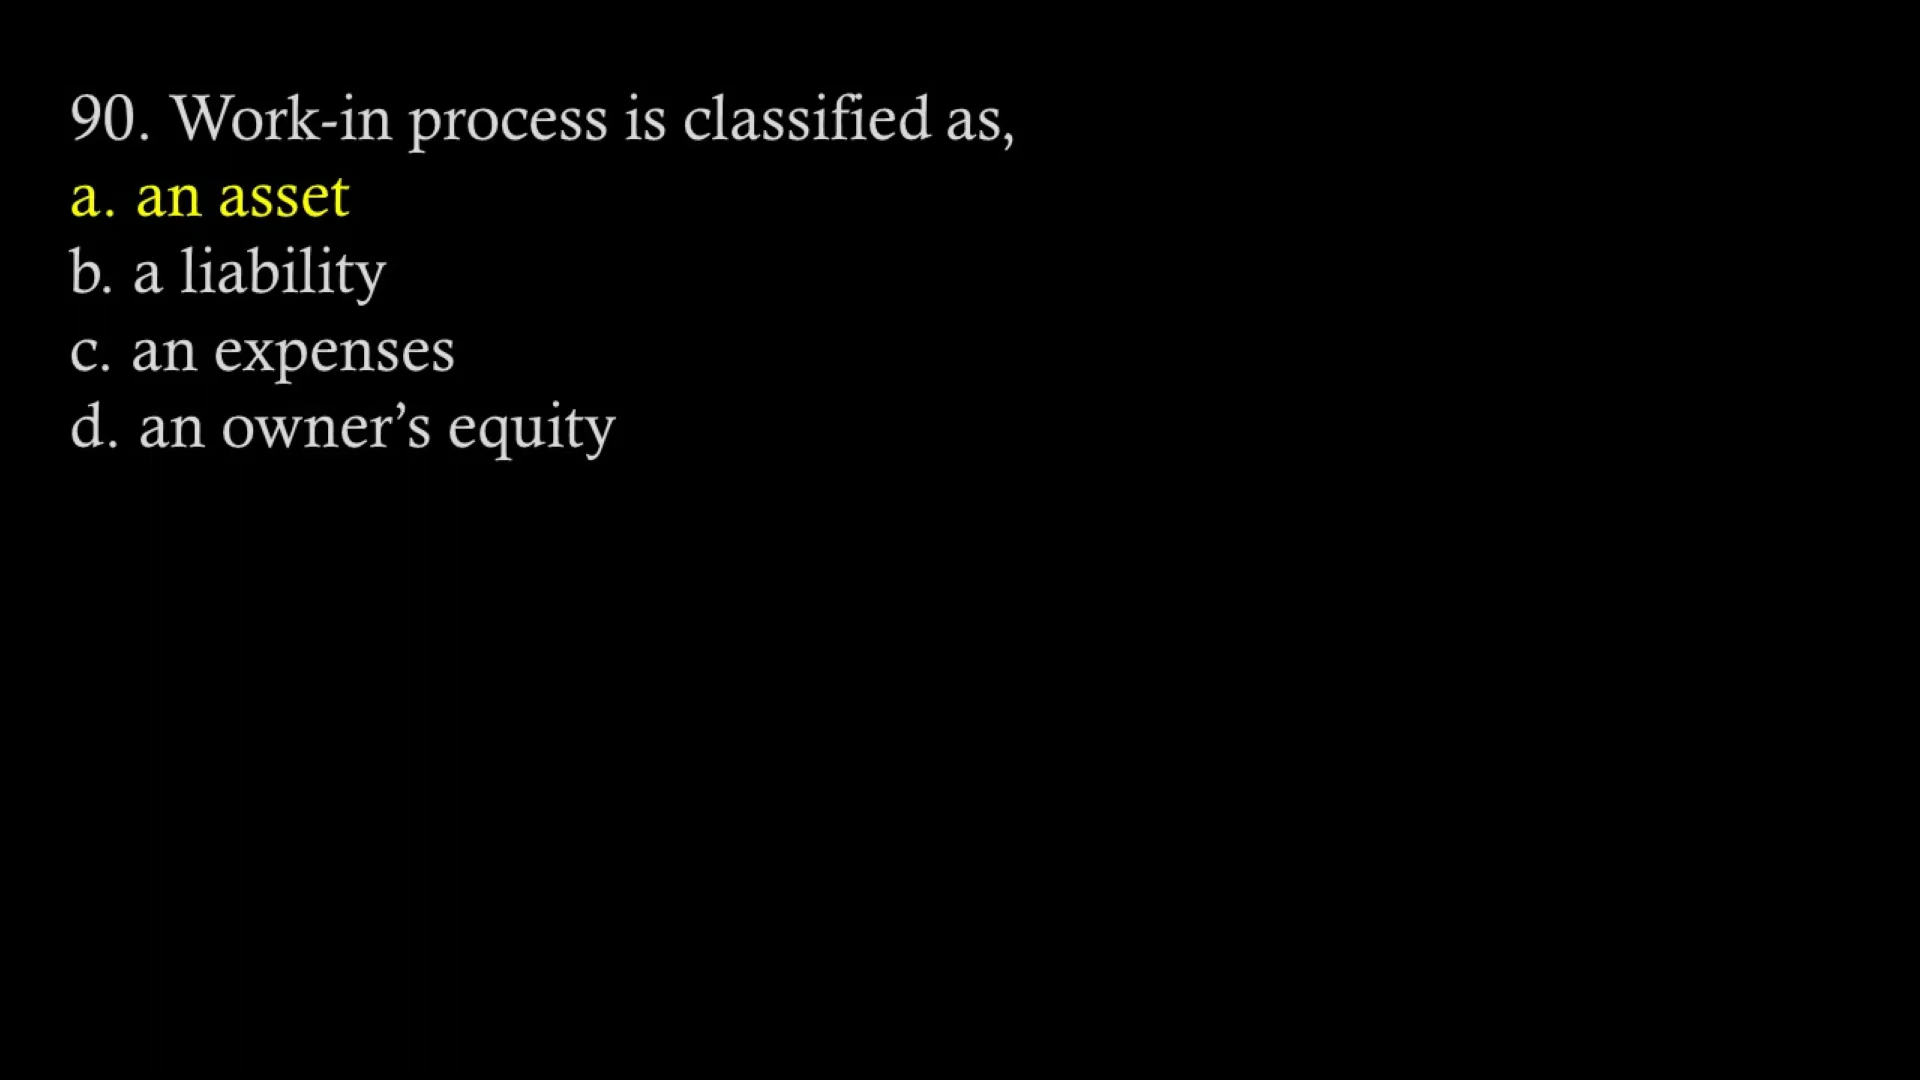 90. Work-in process is classified as,
a. an asset
b. a liability
c. an expenses
d. an owner’s equity